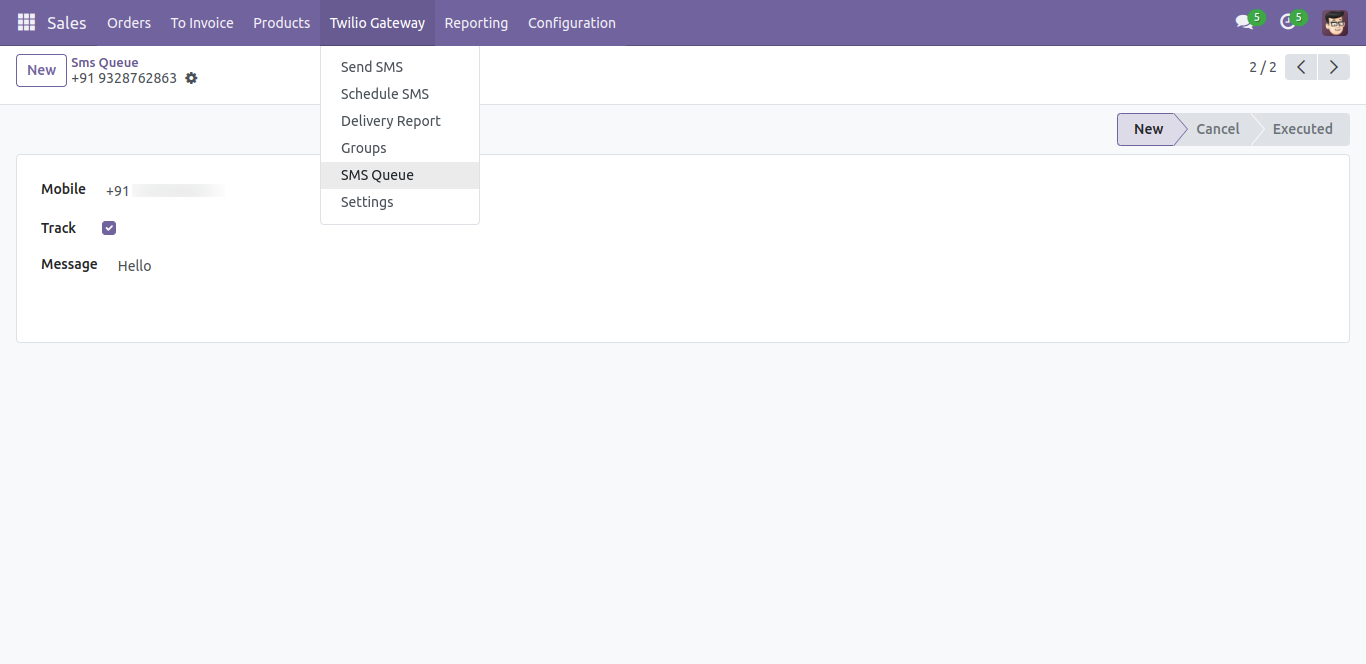 Sales Orders To Invoice Products Twilio Gateway Reporting Configuration 5 5
New
Sms Queue
+91 9328762863
2 / 2
Send SMS
Schedule SMS
Delivery Report
Groups
SMS Queue
Settings
New Cancel Executed
Mobile +91
Track
Message Hello